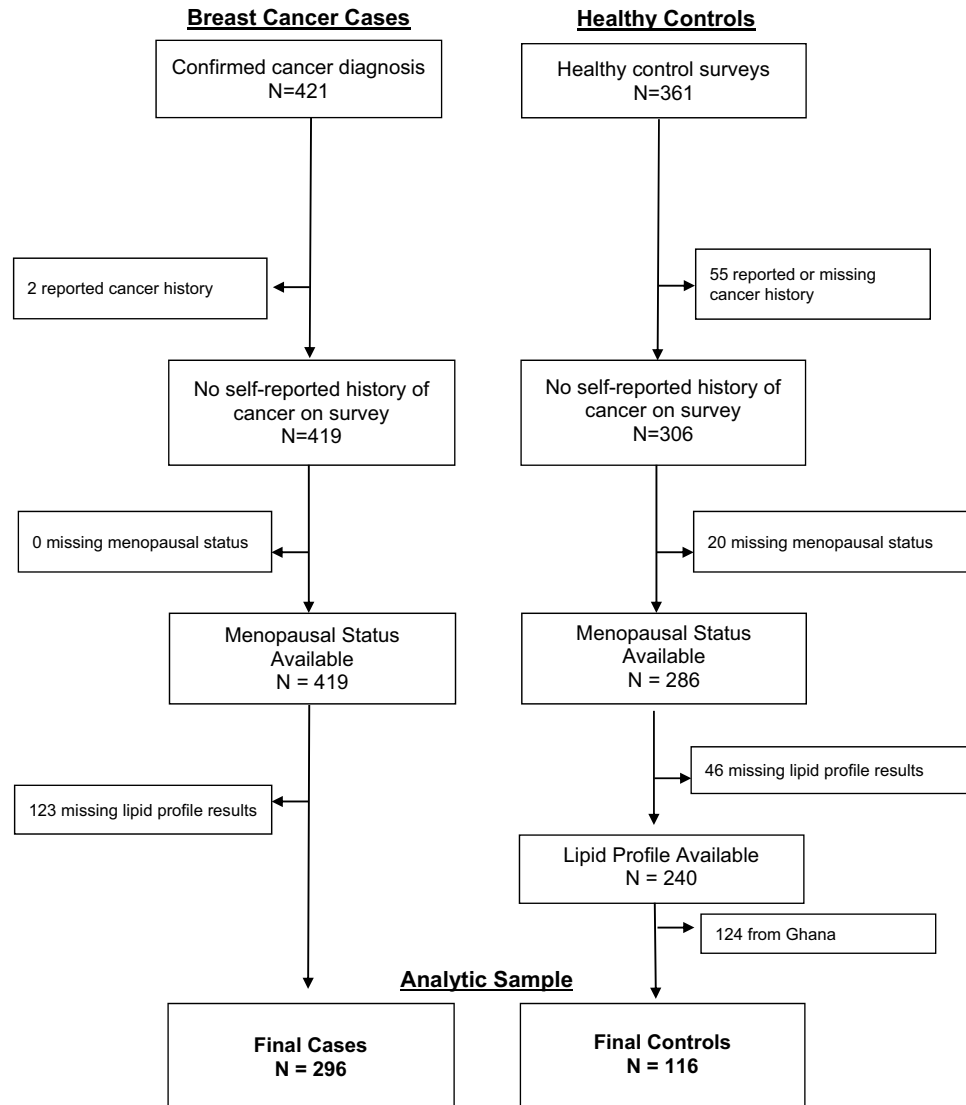 Breast Cancer Cases
Healthy Controls
Confirmed cancer diagnosis
N=421
Healthy control surveys
N=361
2 reported cancer history
55 reported or missing
cancer history
No self-reported history of
cancer on survey
N=419
No self-reported history of
cancer on survey
N=306
0 missing menopausal status
20 missing menopausal status
Menopausal Status
Available
N = 419
Menopausal Status
Available
N = 286
46 missing lipid profile results
123 missing lipid profile results
Lipid Profile Available
N = 240
124 from Ghana
Analytic Sample
Final Cases
N = 296
Final Controls
N = 116